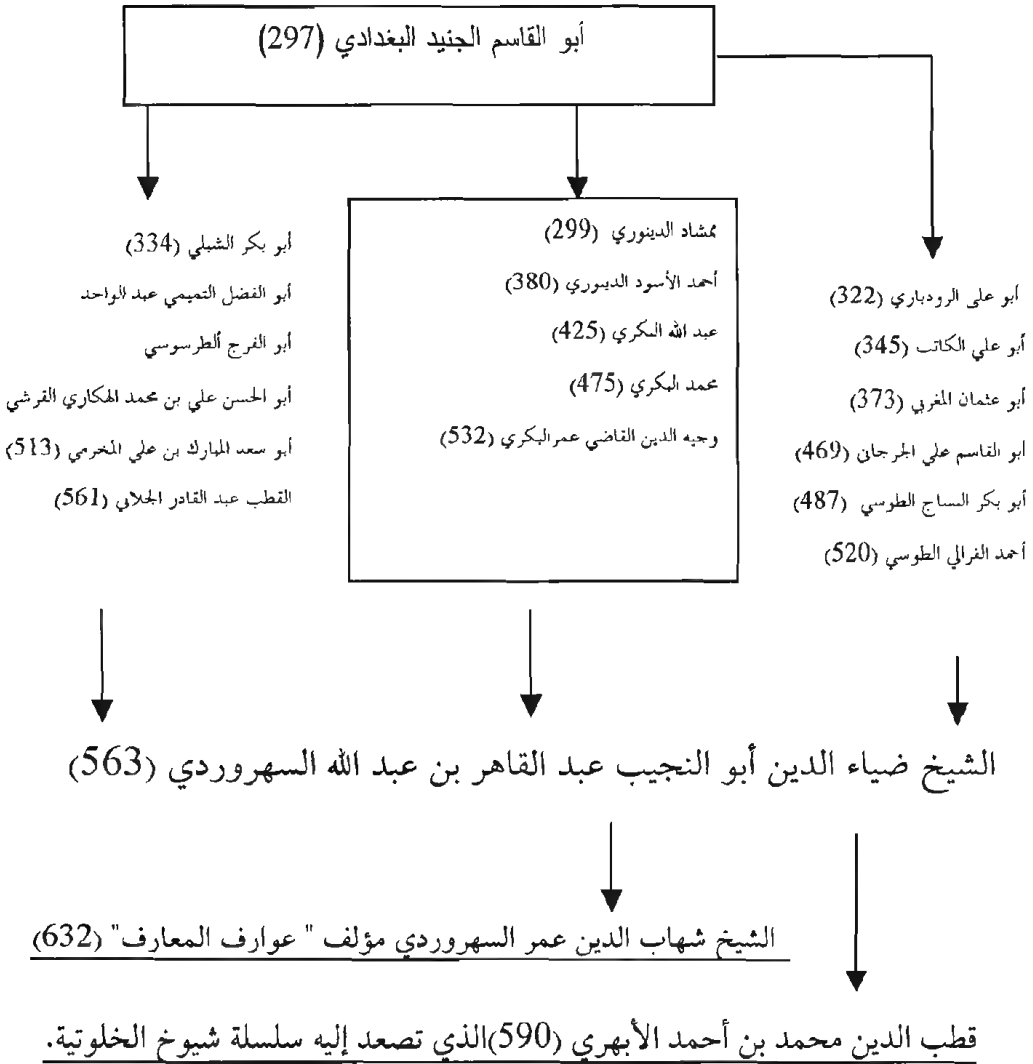 أبو القاسم الجنيد البغدادي (297)
أبو على الرودباري (322)
أبو علي الكاتب (345)
أبو عثمان المغربي (373)
أبو القاسم علي الجرجاني (469)
أبو بكر النساج الطوسي (487)
أحمد الغزالي الطوسي (520)
ممشاد الدينوري (299)
أحمد الأسود الدينوري (380)
عبد الله البكري (425)
محمد البكري (475)
وجيه الدين القاضي عمر البكري (532)
أبو بكر الشبلي (334)
أبو الفضل التميمي عبد الواحد
أبو الفرج ألطرسوسي
أبو الحسن علي بن محمد الهكاري القرشي
أبو سعد المبارك بن علي المخرمي (513)
القطب عبد القادر الجلاني (561)
الشيخ ضياء الدين أبو النجيب عبد القاهر بن عبد الله السهروردي (563)
الشيخ شهاب الدين عمر السهروردي مؤلف " عوارف المعارف" (632)
قطب الدين محمد بن أحمد الأبهري (590)الذي تصعد إليه سلسلة شيوخ الخلوتية.